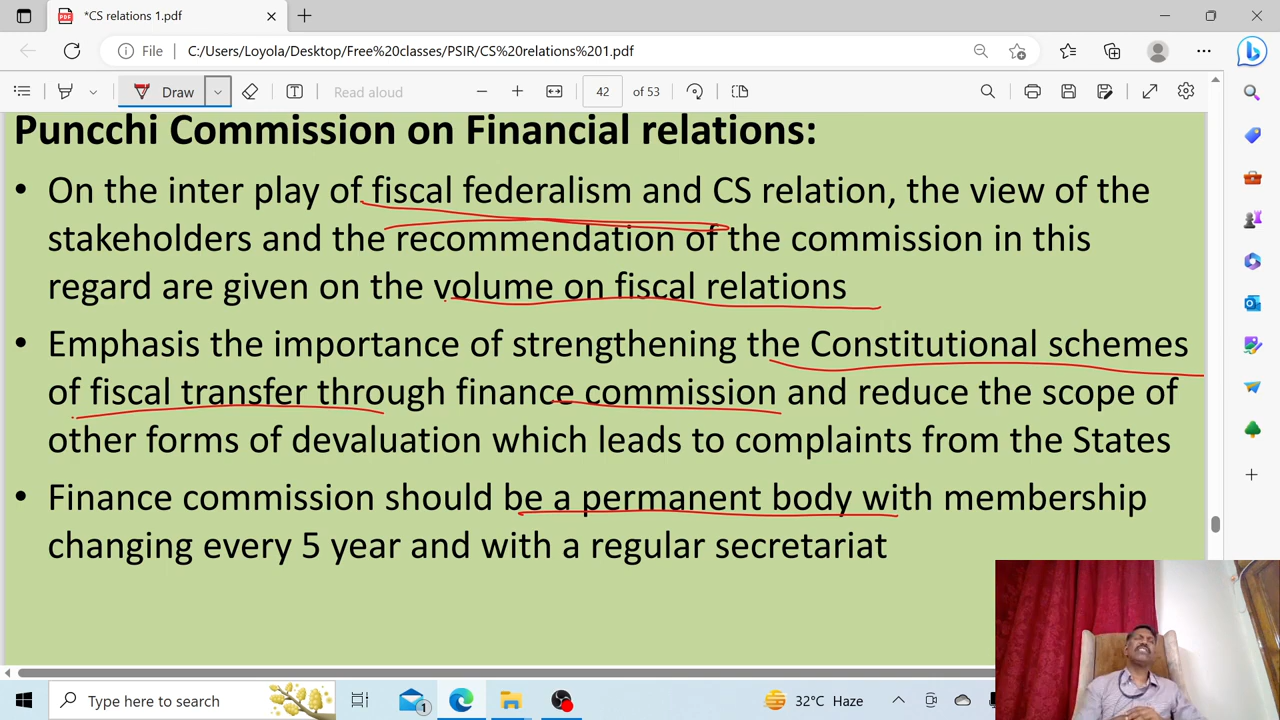 *CS relations 1.pdf
File
C:/Users/Loyola/Desktop/Free%20classes/PSIR/CS%20relations%201.pdf
Draw
Read aloud
42 of 53
Puncchi Commission on Financial relations:
• On the inter play of fiscal federalism and CS relation, the view of the
stakeholders and the recommendation of the commission in this
regard are given on the volume on fiscal relations
• Emphasis the importance of strengthening the Constitutional schemes
of fiscal transfer through finance commission and reduce the scope of
other forms of devaluation which leads to complaints from the States
• Finance commission should be a permanent body with membership
changing every 5 year and with a regular secretariat
Type here to search
1
32°C Haze